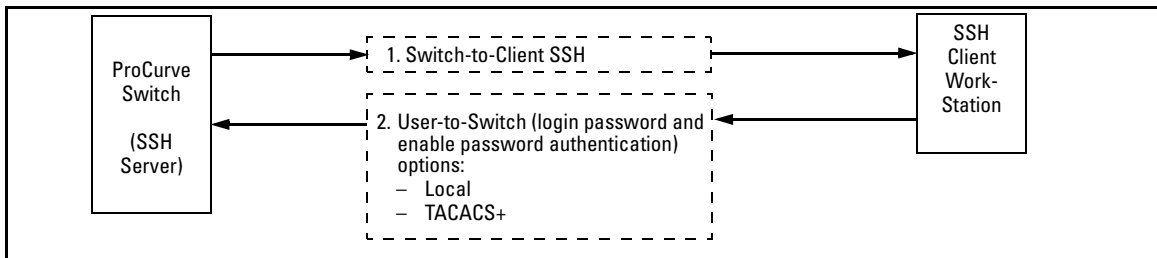 ProCurve
Switch
(SSH
Server)
1. Switch-to-Client SSH
2. User-to-Switch (login password and
enable password authentication)
options:
– Local
– TACACS+
SSH
Client
Work-
Station